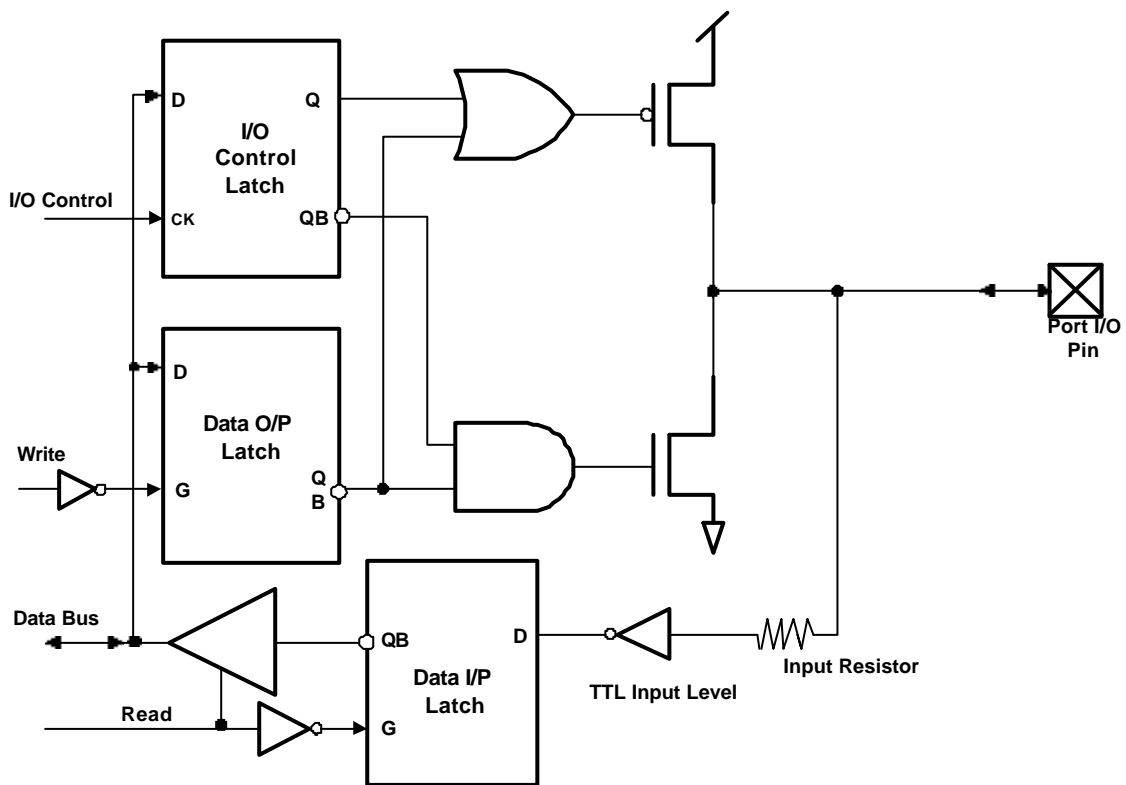 D
Q
I/O
Control
Latch
I/O Control
CK
QB
Port I/O
Pin
D
Data O/P
Latch
Write
G
Q
B
Data Bus
QB
D
Data I/P
Latch
Input Resistor
TTL Input Level
Read
G